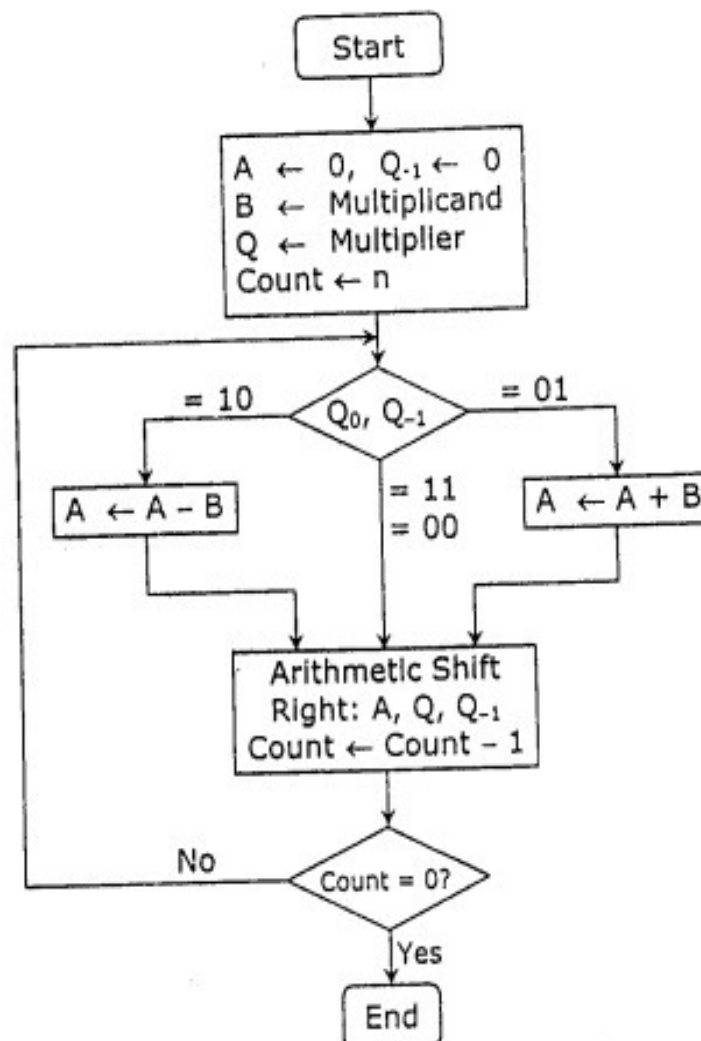 Start
A ← 0, Q₋₁ ← 0
B ← Multiplicand
Q ← Multiplier
Count ← n
= 10
Q₀, Q₋₁
= 01
A ← A – B
= 11
= 00
A ← A + B
Arithmetic Shift
Right: A, Q, Q₋₁
Count ← Count – 1
No
Count = 0?
Yes
End